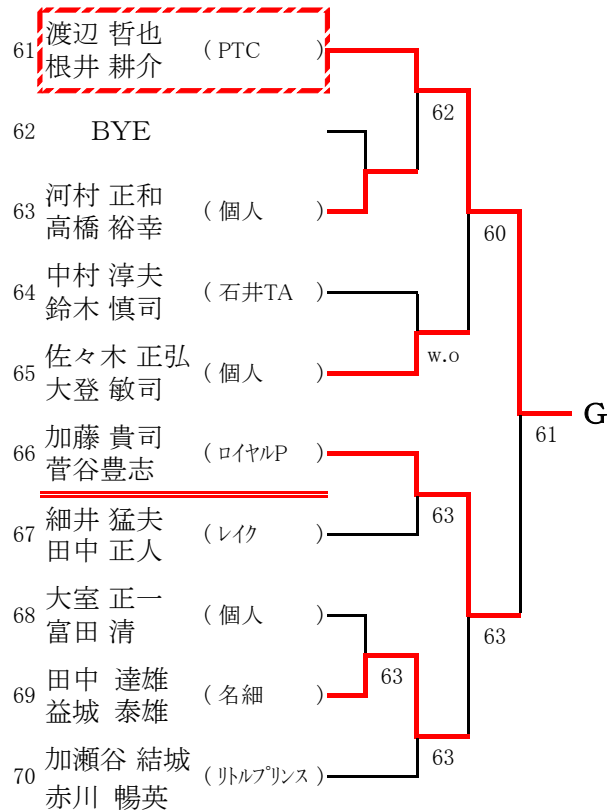 61 渡辺 哲也 ( PTC )
根井 耕介
62 BYE
62
63 河村 正和 ( 個人 )
高橋 裕幸
60
64 中村 淳夫 ( 石井TA )
鈴木 慎司
w.o
65 佐々木 正弘 ( 個人 )
大登 敏司
61 G
66 加藤 貴司 ( ロイヤルP )
菅谷豊志
63
67 細井 猛夫 ( レイク )
田中 正人
68 大室 正一 ( 個人 )
富田 清
63
69 田中 達雄 ( 名細 )
益城 泰雄
63
63
70 加瀬谷 結城 ( リトルプリンス )
赤川 暢英